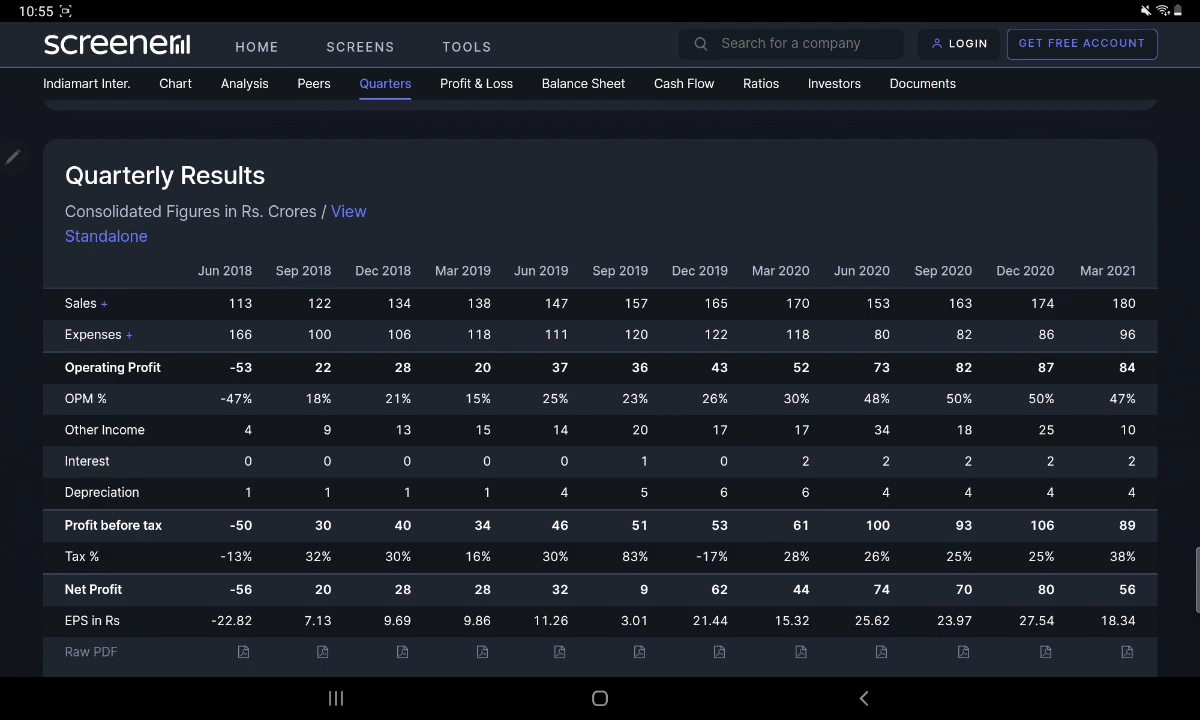 10:55
screener
HOME SCREENS TOOLS
Search for a company
LOGIN
GET FREE ACCOUNT
Indiamart Inter. Chart Analysis Peers Quarters Profit & Loss Balance Sheet Cash Flow Ratios Investors Documents
Quarterly Results
Consolidated Figures in Rs. Crores / View
Standalone
Jun 2018 Sep 2018 Dec 2018 Mar 2019 Jun 2019 Sep 2019 Dec 2019 Mar 2020 Jun 2020 Sep 2020 Dec 2020 Mar 2021
Sales + 113 122 134 138 147 157 165 170 153 163 174 180
Expenses + 166 100 106 118 111 120 122 118 80 82 86 96
Operating Profit -53 22 28 20 37 36 43 52 73 82 87 84
OPM % -47% 18% 21% 15% 25% 23% 26% 30% 48% 50% 50% 47%
Other Income 4 9 13 15 14 20 17 17 34 18 25 10
Interest 0 0 0 0 0 1 0 2 2 2 2 2
Depreciation 1 1 1 1 4 5 6 6 4 4 4 4
Profit before tax -50 30 40 34 46 51 53 61 100 93 106 89
Tax % -13% 32% 30% 16% 30% 83% -17% 28% 26% 25% 25% 38%
Net Profit -56 20 28 28 32 9 62 44 74 70 80 56
EPS in Rs -22.82 7.13 9.69 9.86 11.26 3.01 21.44 15.32 25.62 23.97 27.54 18.34
Raw PDF